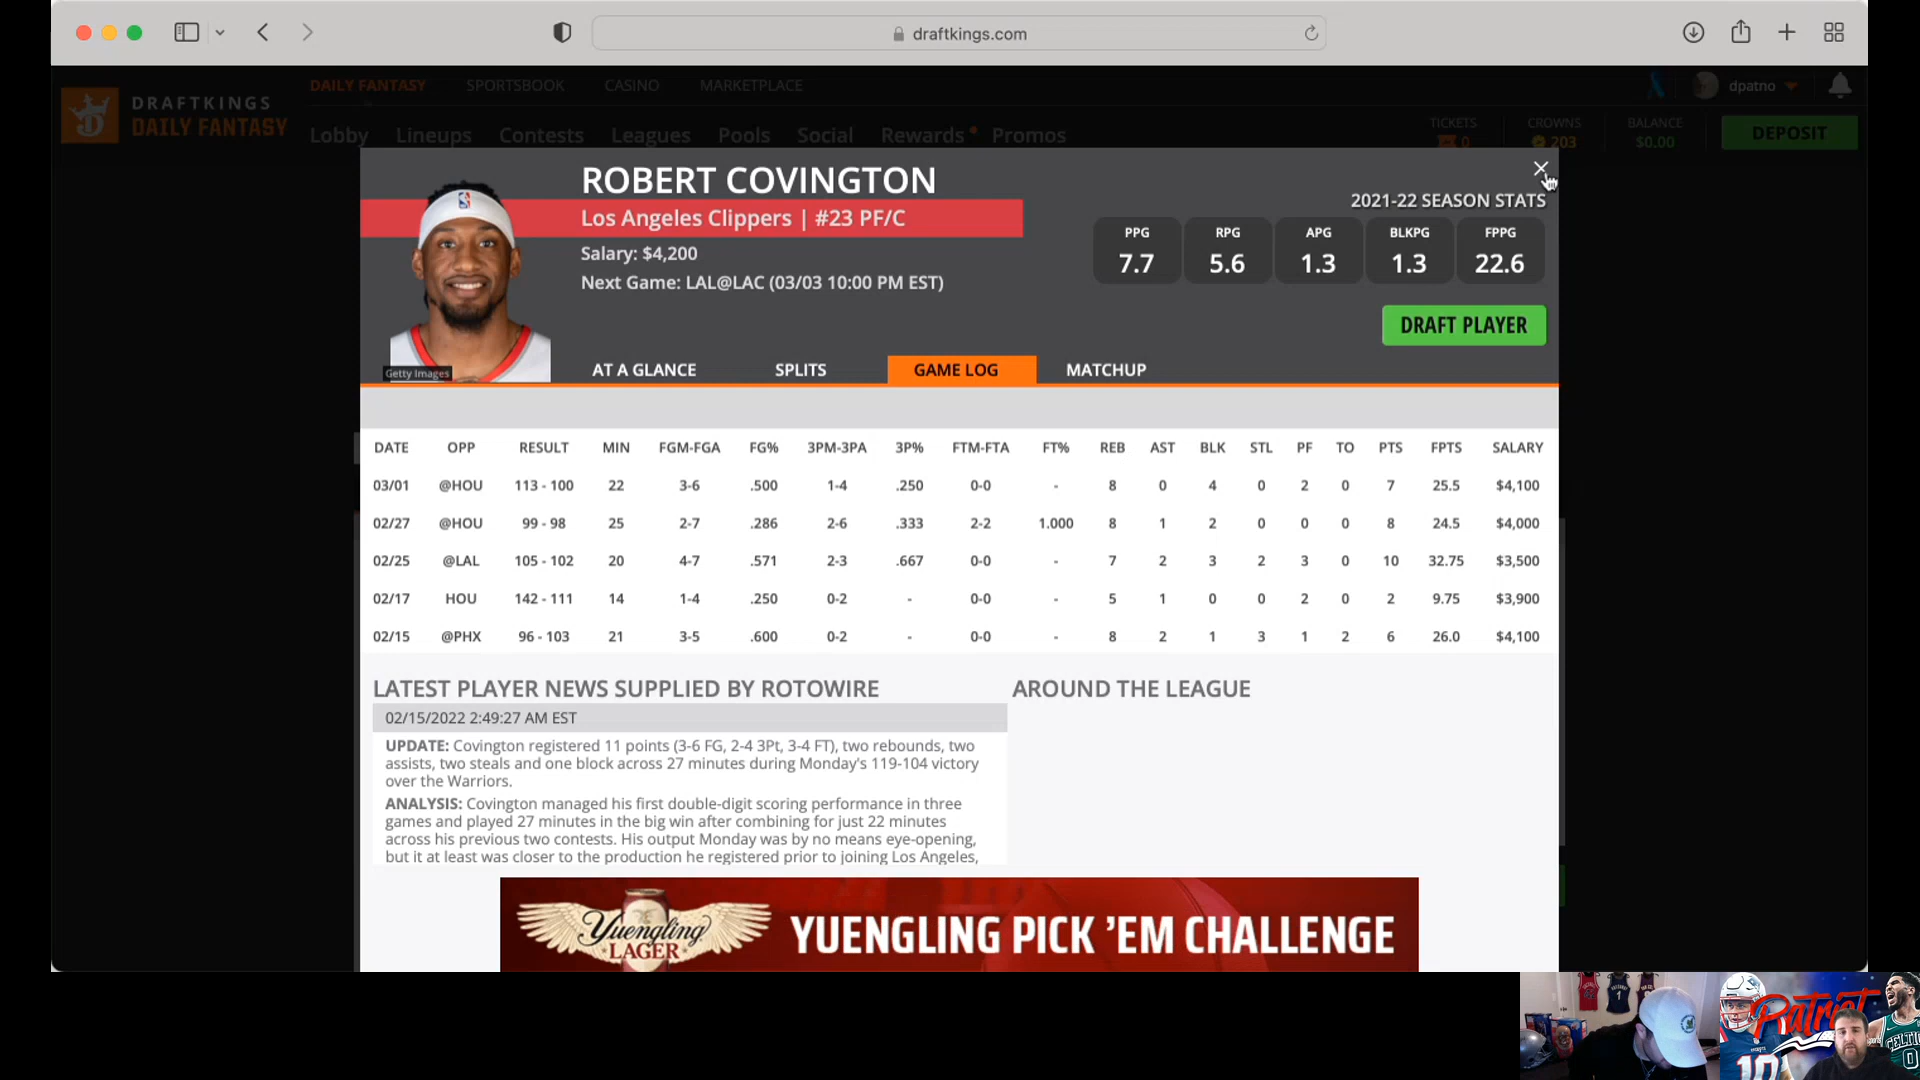 draftkings.com
DAILY FANTASY SPORTSBOOK CASINO MARKETPLACE
dpatno
DRAFTKINGS
DAILY FANTASY
Lobby Lineups Contests Leagues Pools Social Rewards Promos
TICKETS CROWNS BALANCE
0 203 $0.00
DEPOSIT
ROBERT COVINGTON
Los Angeles Clippers | #23 PF/C
Salary: $4,200
Next Game: LAL@LAC (03/03 10:00 PM EST)
2021-22 SEASON STATS
PPG RPG APG BLKPG FPPG
7.7 5.6 1.3 1.3 22.6
DRAFT PLAYER
Getty Images
AT A GLANCE SPLITS GAME LOG MATCHUP
DATE OPP RESULT MIN FGM-FGA FG% 3PM-3PA 3P% FTM-FTA FT% REB AST BLK STL PF TO PTS FPTS SALARY
03/01 @HOU 113 - 100 22 3-6 .500 1-4 .250 0-0 - 8 0 4 0 2 0 7 25.5 $4,100
02/27 @HOU 99 - 98 25 2-7 .286 2-6 .333 2-2 1.000 8 1 2 0 0 0 8 24.5 $4,000
02/25 @LAL 105 - 102 20 4-7 .571 2-3 .667 0-0 - 7 2 3 2 3 0 10 32.75 $3,500
02/17 HOU 142 - 111 14 1-4 .250 0-2 - 0-0 - 5 1 0 0 2 0 2 9.75 $3,900
02/15 @PHX 96 - 103 21 3-5 .600 0-2 - 0-0 - 8 2 1 3 1 2 6 26.0 $4,100
LATEST PLAYER NEWS SUPPLIED BY ROTOWIRE
AROUND THE LEAGUE
02/15/2022 2:49:27 AM EST
UPDATE: Covington registered 11 points (3-6 FG, 2-4 3Pt, 3-4 FT), two rebounds, two
assists, two steals and one block across 27 minutes during Monday's 119-104 victory
over the Warriors.
ANALYSIS: Covington managed his first double-digit scoring performance in three
games and played 27 minutes in the big win after combining for just 22 minutes
across his previous two contests. His output Monday was by no means eye-opening,
but it at least was closer to the production he registered prior to joining Los Angeles,
Yuengling
LAGER
YUENGLING PICK 'EM CHALLENGE
Patriot
CELTIC
0
10
1